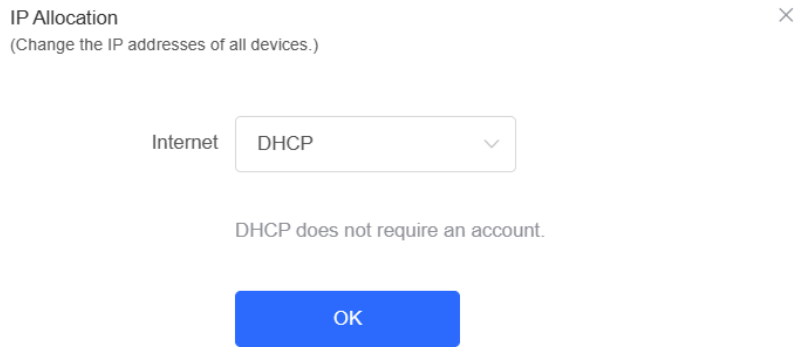 IP Allocation
(Change the IP addresses of all devices.)
Internet DHCP
DHCP does not require an account.
OK